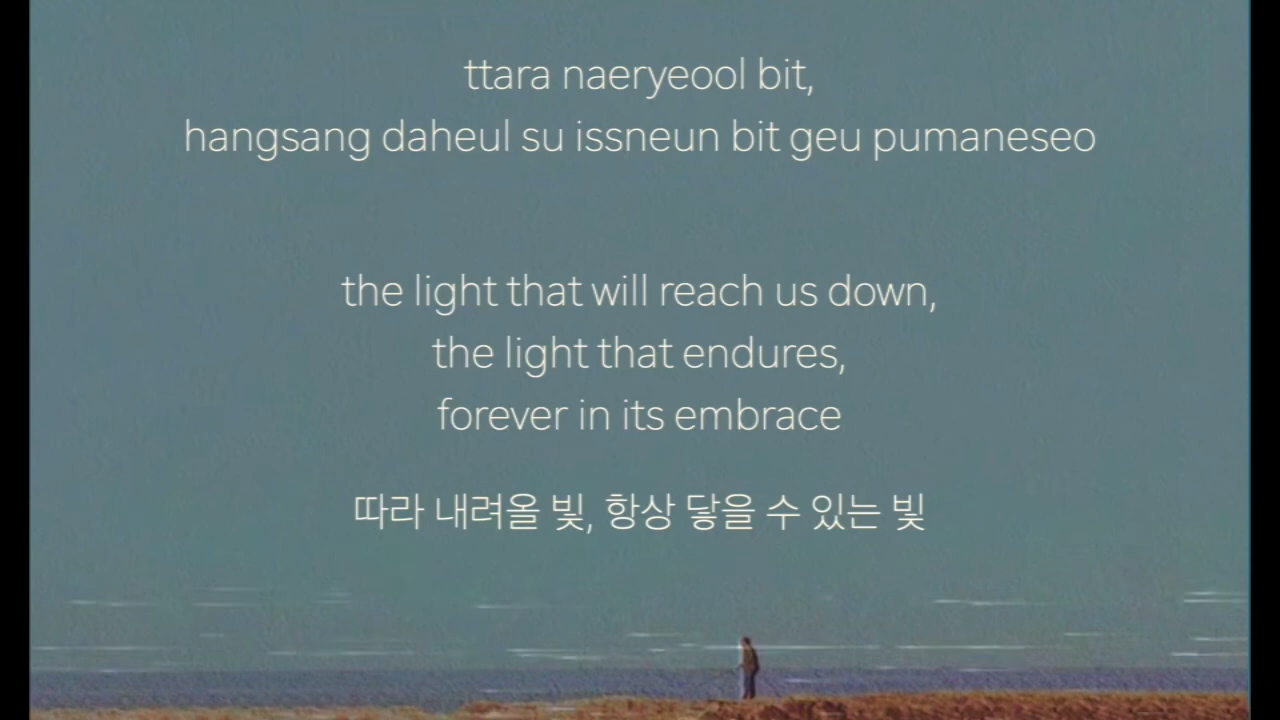 ttara naeryeool bit,
hangsang daheul su issneun bit geu pumaneseo
the light that will reach us down,
the light that endures,
forever in its embrace
따라 내려올 빛, 항상 닿을 수 있는 빛